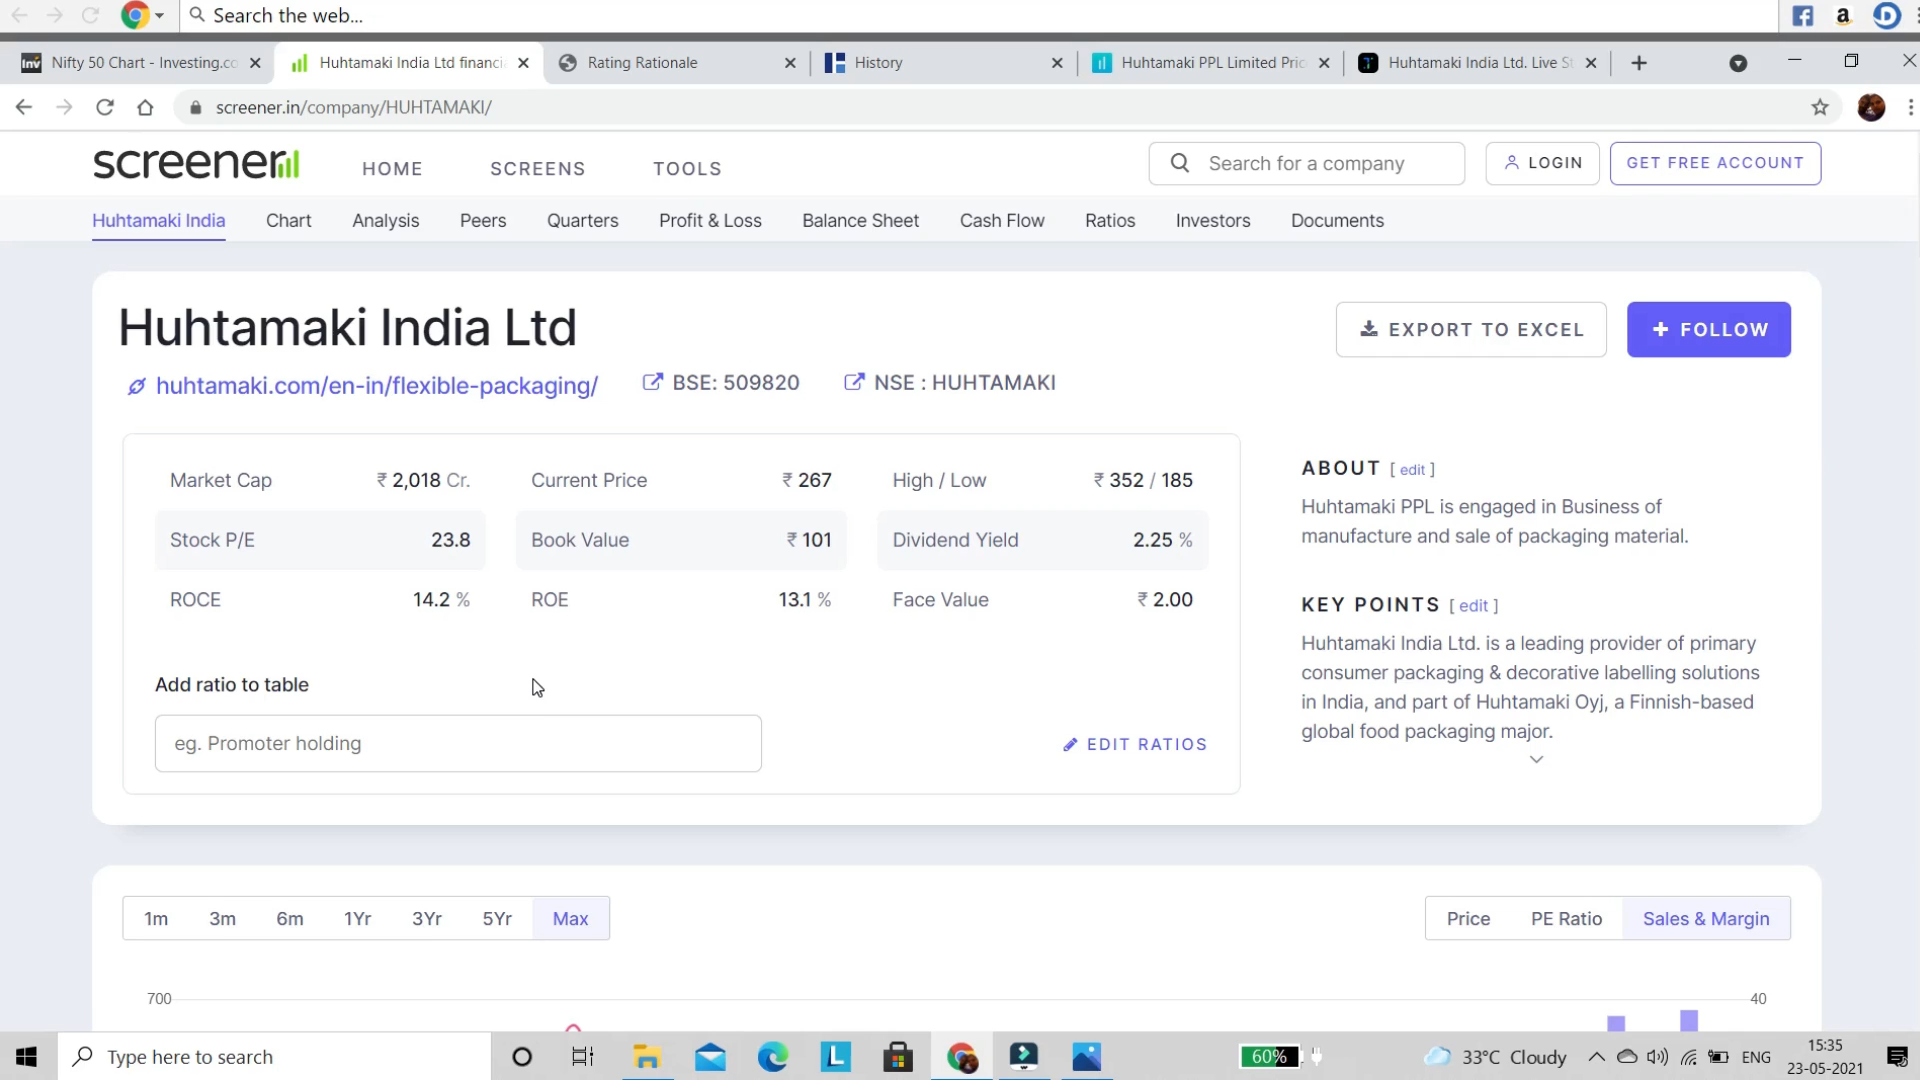 Search the web...
Nifty 50 Chart - Investing.co
Huhtamaki India Ltd financi
Rating Rationale
History
Huhtamaki PPL Limited Pric
Huhtamaki India Ltd. Live St
screener.in/company/HUHTAMAKI/
screener
HOME
SCREENS
TOOLS
Search for a company
LOGIN
GET FREE ACCOUNT
Huhtamaki India
Chart
Analysis
Peers
Quarters
Profit & Loss
Balance Sheet
Cash Flow
Ratios
Investors
Documents
Huhtamaki India Ltd
EXPORT TO EXCEL
+ FOLLOW
huhtamaki.com/en-in/flexible-packaging/
BSE: 509820
NSE : HUHTAMAKI
Market Cap ₹ 2,018 Cr.
Current Price ₹ 267
High / Low ₹ 352 / 185
Stock P/E 23.8
Book Value ₹ 101
Dividend Yield 2.25 %
ROCE 14.2 %
ROE 13.1 %
Face Value ₹ 2.00
Add ratio to table
eg. Promoter holding
EDIT RATIOS
ABOUT [ edit ]
Huhtamaki PPL is engaged in Business of
manufacture and sale of packaging material.
KEY POINTS [ edit ]
Huhtamaki India Ltd. is a leading provider of primary
consumer packaging & decorative labelling solutions
in India, and part of Huhtamaki Oyj, a Finnish-based
global food packaging major.
1m
3m
6m
1Yr
3Yr
5Yr
Max
Price
PE Ratio
Sales & Margin
700
40
Type here to search
60%
33°C Cloudy
ENG
15:35
23-05-2021